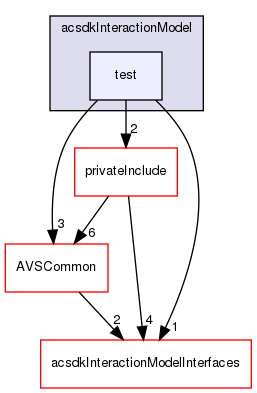 acsdkInteractionModel
test
2
privateInclude
3
6
AVSCommon
2
4
1
acsdkInteractionModelInterfaces